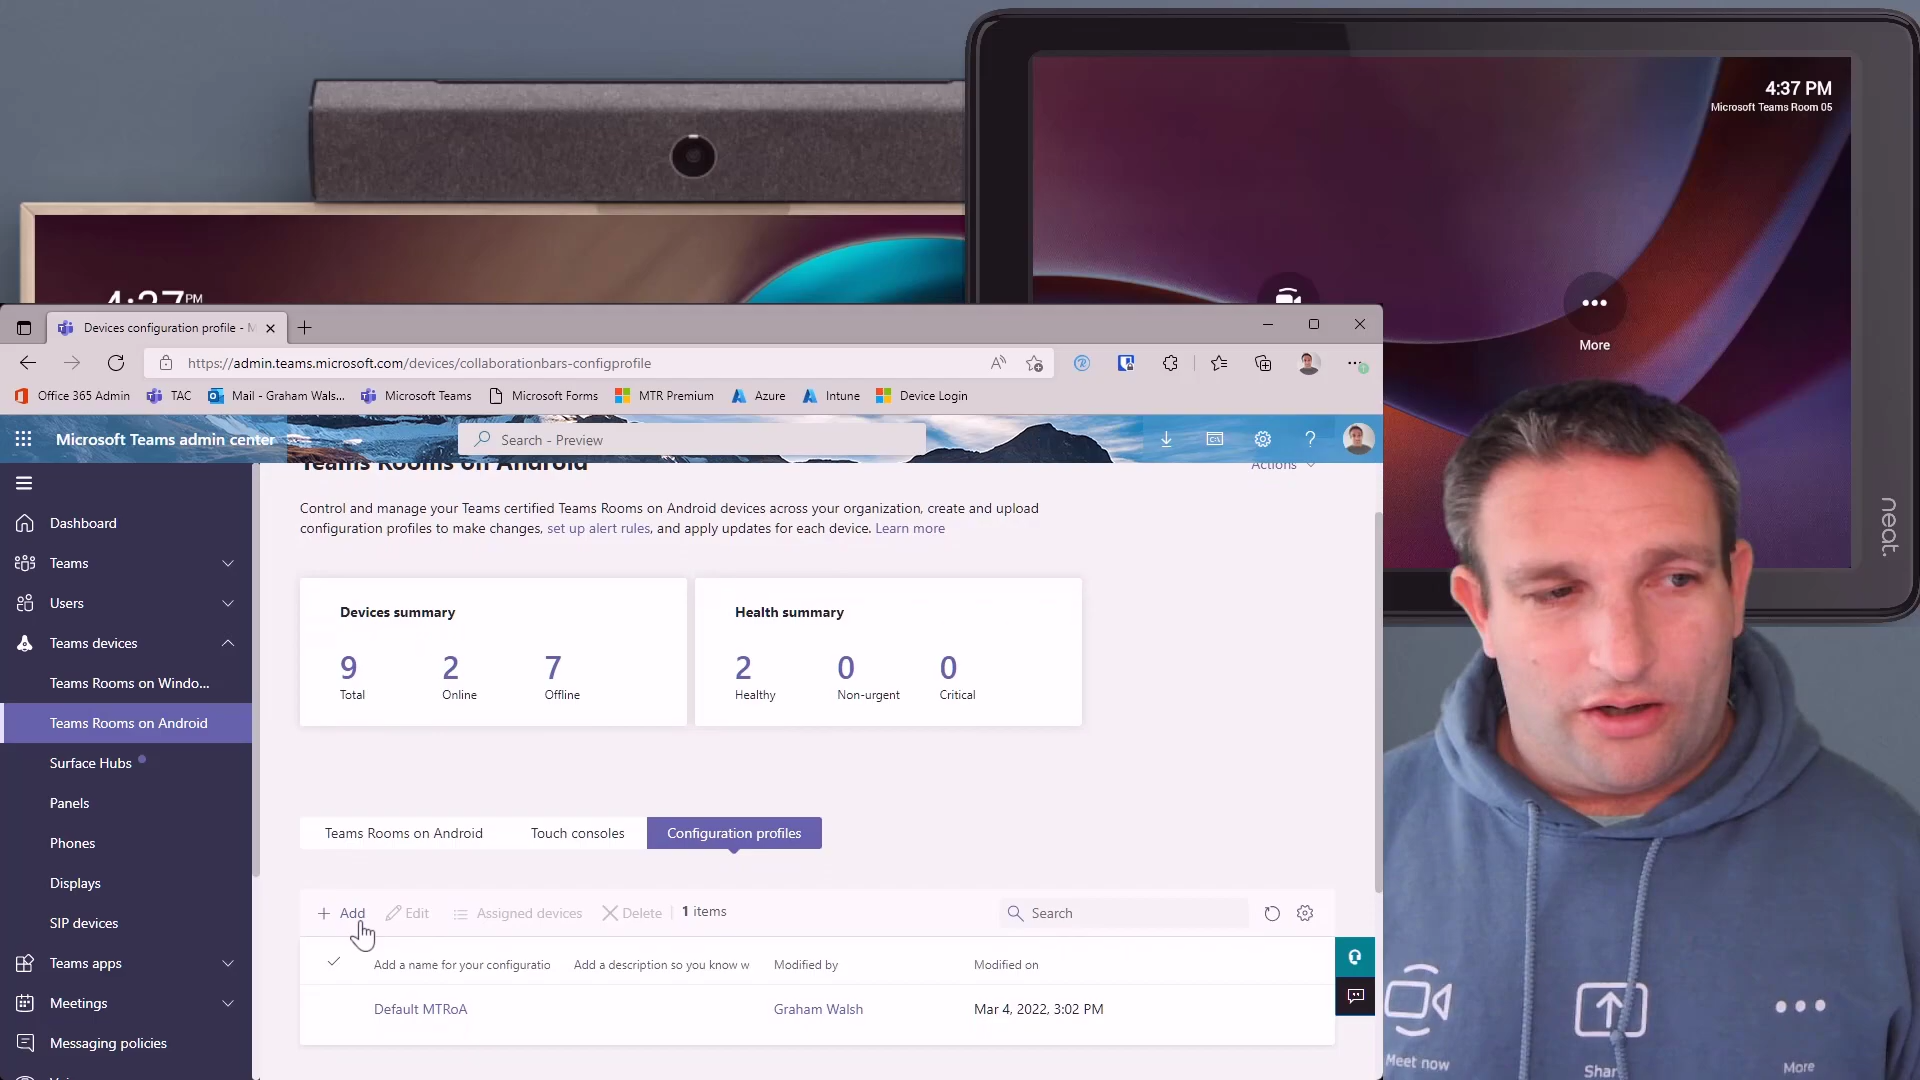 4:37 PM
Microsoft Teams Room 05
4:37 PM
More
neat.
Devices configuration profile - M
https://admin.teams.microsoft.com/devices/collaborationbars-configprofile
Office 365 Admin
TAC
Mail - Graham Wals...
Microsoft Teams
Microsoft Forms
MTR Premium
Azure
Intune
Device Login
Microsoft Teams admin center
Search - Preview
Teams Rooms on Android
Actions
Control and manage your Teams certified Teams Rooms on Android devices across your organization, create and upload
configuration profiles to make changes, set up alert rules, and apply updates for each device. Learn more
Dashboard
Teams
Users
Teams devices
Teams Rooms on Windo...
Teams Rooms on Android
Surface Hubs
Panels
Phones
Displays
SIP devices
Teams apps
Meetings
Messaging policies
Devices summary
9 2 7
Total Online Offline
Health summary
2 0 0
Healthy Non-urgent Critical
Teams Rooms on Android
Touch consoles
Configuration profiles
Add
Edit
Assigned devices
Delete
1 items
Search
Add a name for your configuratio
Add a description so you know w
Modified by
Modified on
Default MTRoA
Graham Walsh
Mar 4, 2022, 3:02 PM
Meet now
Shar
More